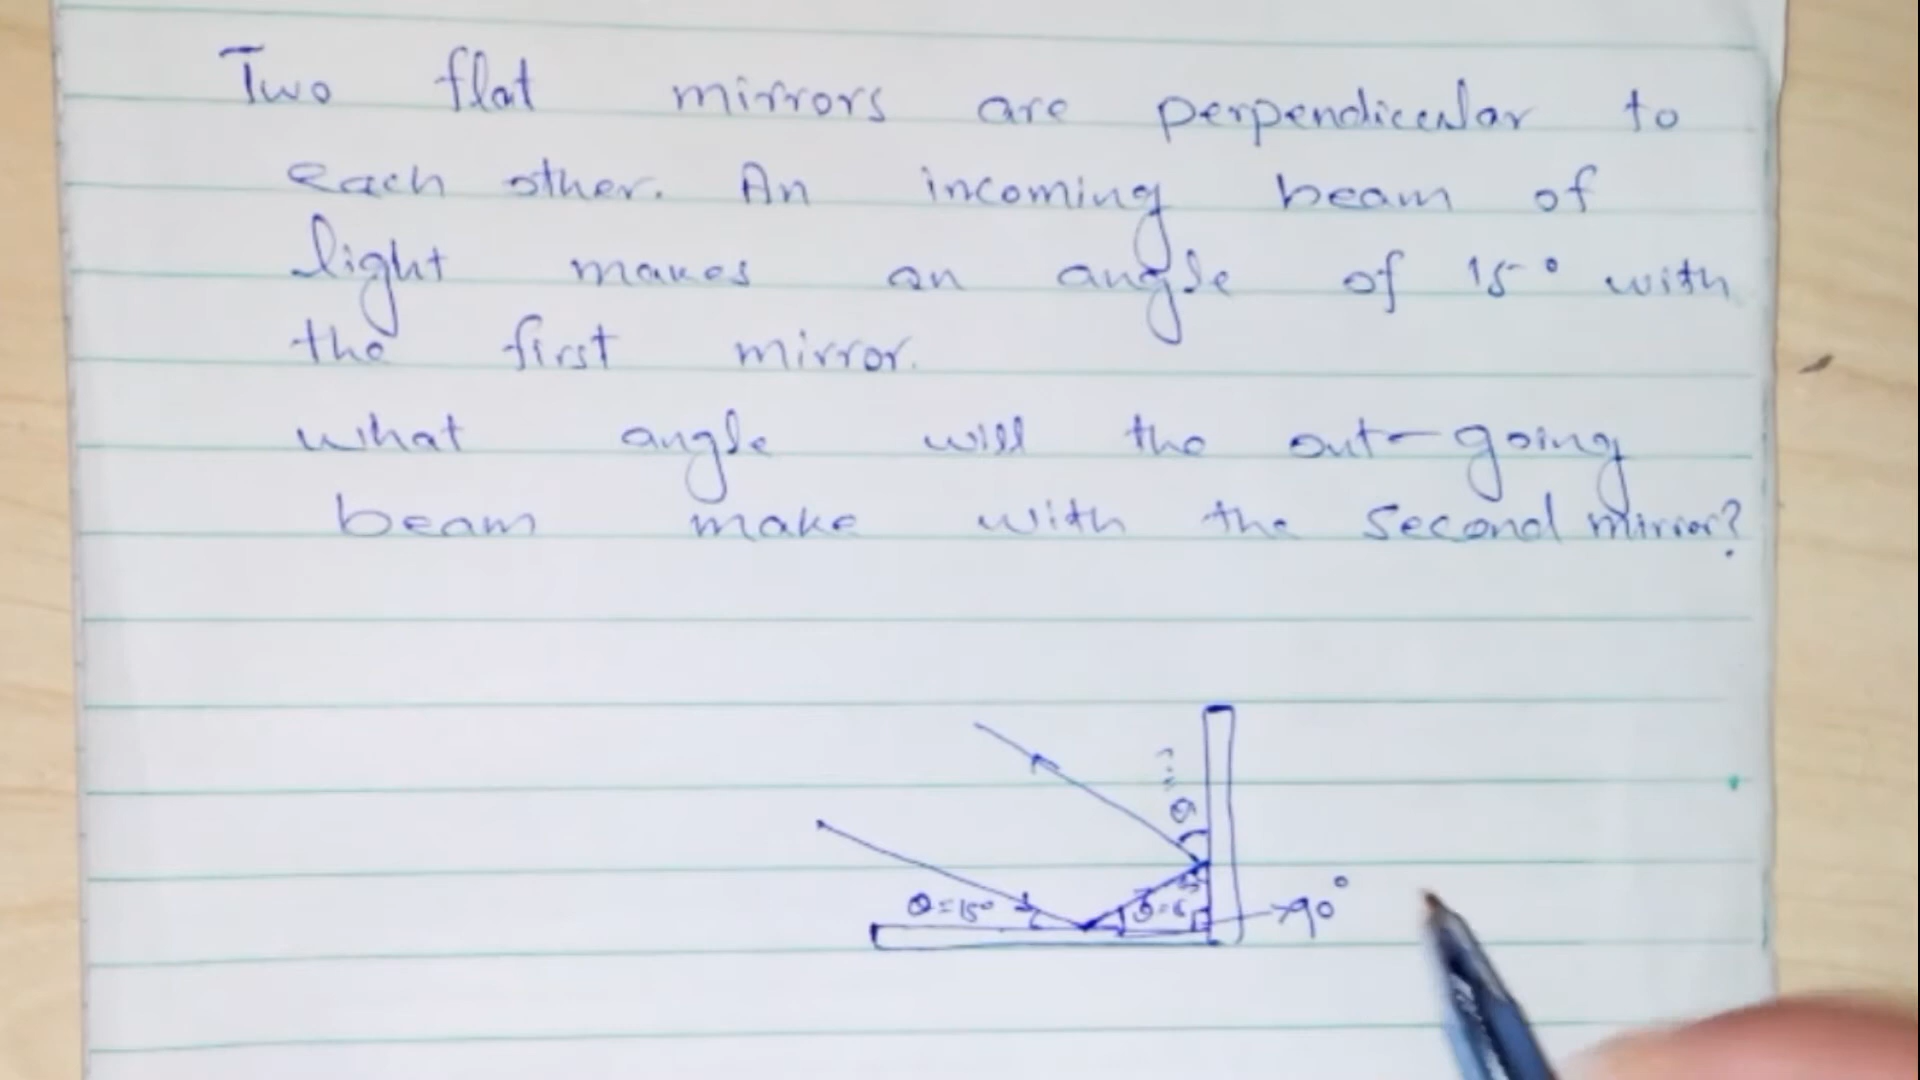 Two flat mirrors are perpendicular to
each other. An incoming beam of
light makes an angle of 15° with
the first mirror.
what angle will the out-going
beam make with the second mirror?
θ=15°
90°